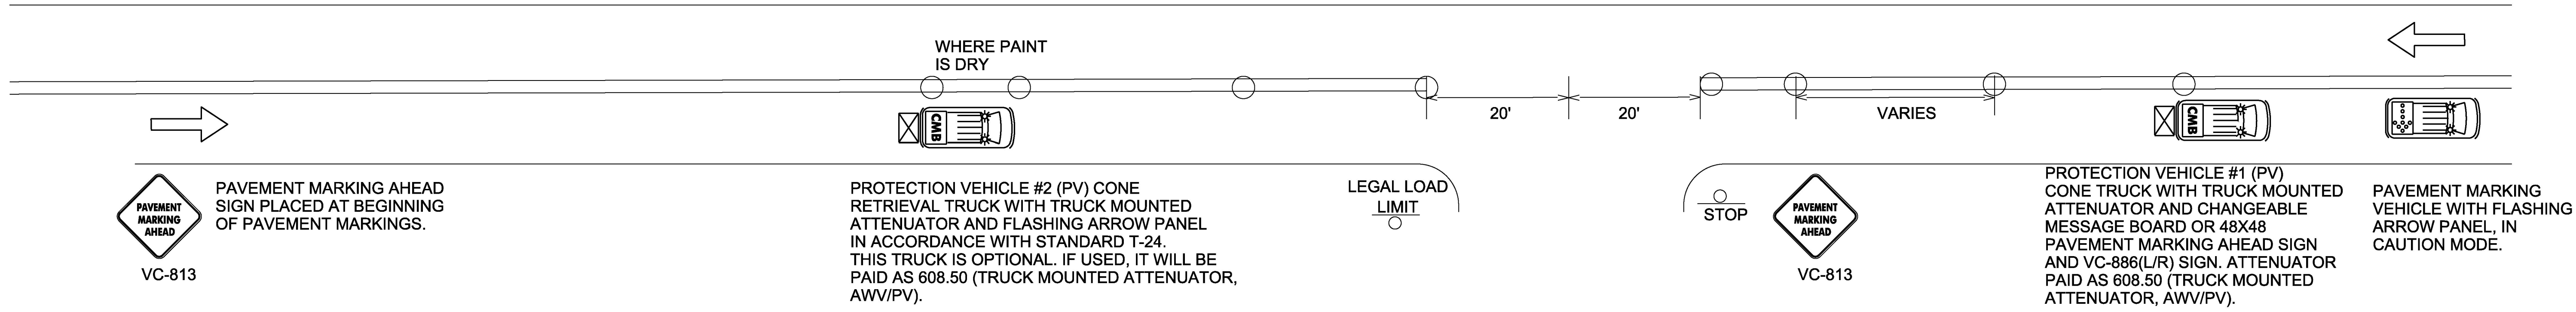 WHERE PAINT
IS DRY
CMB
20'
20'
VARIES
CMB
PAVEMENT
MARKING
AHEAD
VC-813
PAVEMENT MARKING AHEAD
SIGN PLACED AT BEGINNING
OF PAVEMENT MARKINGS.
PROTECTION VEHICLE #2 (PV) CONE
RETRIEVAL TRUCK WITH TRUCK MOUNTED
ATTENUATOR AND FLASHING ARROW PANEL
IN ACCORDANCE WITH STANDARD T-24.
THIS TRUCK IS OPTIONAL. IF USED, IT WILL BE
PAID AS 608.50 (TRUCK MOUNTED ATTENUATOR,
AWV/PV).
LEGAL LOAD
LIMIT
STOP
PAVEMENT
MARKING
AHEAD
VC-813
PROTECTION VEHICLE #1 (PV)
CONE TRUCK WITH TRUCK MOUNTED
ATTENUATOR AND CHANGEABLE
MESSAGE BOARD OR 48X48
PAVEMENT MARKING AHEAD SIGN
AND VC-886(L/R) SIGN. ATTENUATOR
PAID AS 608.50 (TRUCK MOUNTED
ATTENUATOR, AWV/PV).
PAVEMENT MARKING
VEHICLE WITH FLASHING
ARROW PANEL, IN
CAUTION MODE.